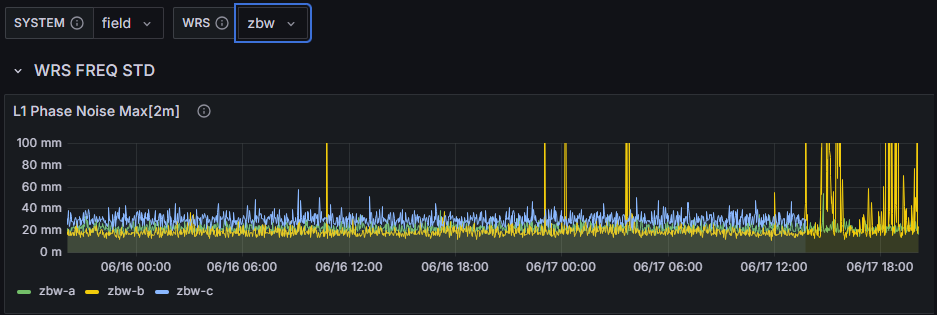 SYSTEM field WRS zbw
WRS FREQ STD
L1 Phase Noise Max[2m]
100 mm
80 mm
60 mm
40 mm
20 mm
0 m
06/16 00:00 06/16 06:00 06/16 12:00 06/16 18:00 06/17 00:00 06/17 06:00 06/17 12:00 06/17 18:00
zbw-a zbw-b zbw-c